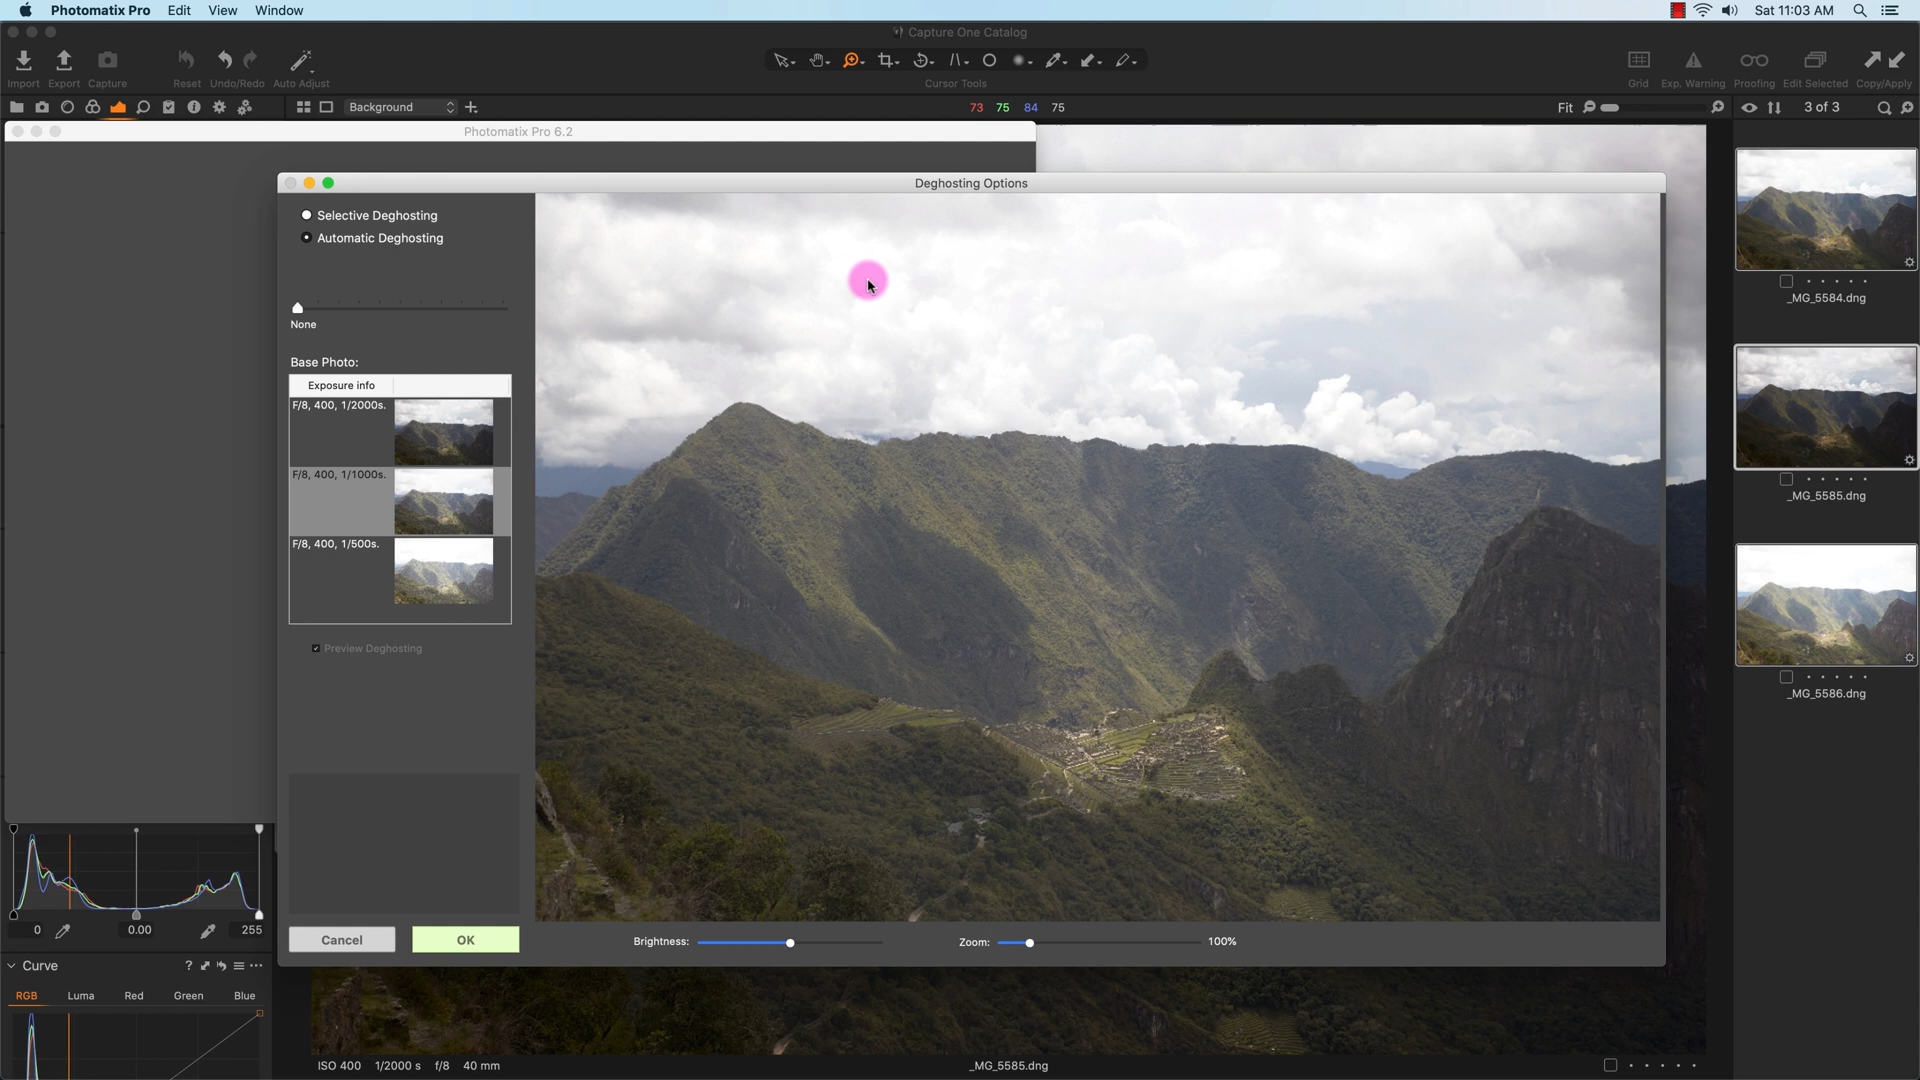 Photomatix Pro Edit View Window Sat 11:03 AM
Capture One Catalog
Import Export Capture Reset Undo/Redo Auto Adjust Cursor Tools Grid Exp. Warning Proofing Edit Selected Copy/Apply
Background 73 75 84 75 Fit 3 of 3
Photomatix Pro 6.2
Deghosting Options
Selective Deghosting
Automatic Deghosting
None
Base Photo:
Exposure info
F/8, 400, 1/2000s.
F/8, 400, 1/1000s.
F/8, 400, 1/500s.
Preview Deghosting
Cancel OK
Brightness: Zoom: 100%
_MG_5584.dng
_MG_5585.dng
_MG_5586.dng
0 0.00 255
Curve ?
RGB Luma Red Green Blue
ISO 400 1/2000 s f/8 40 mm _MG_5585.dng